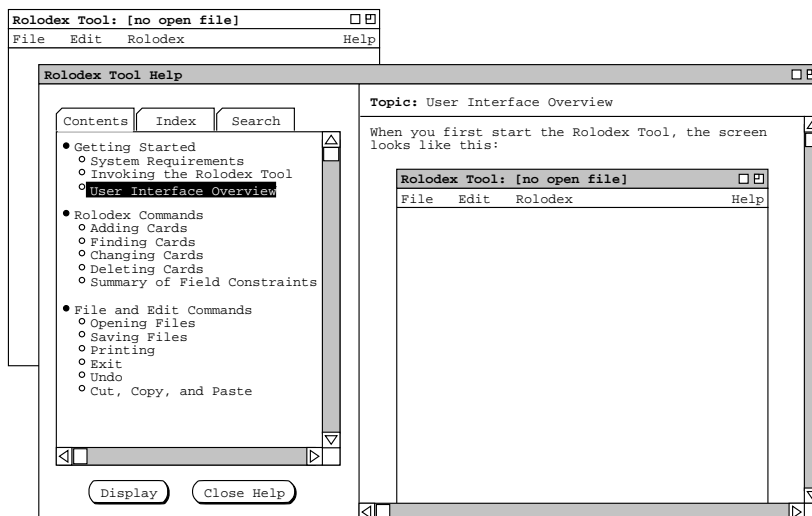 Rolodex Tool: [no open file]
File Edit Rolodex Help
Rolodex Tool Help
Contents Index Search
Getting Started
System Requirements
Invoking the Rolodex Tool
User Interface Overview
Rolodex Commands
Adding Cards
Finding Cards
Changing Cards
Deleting Cards
Summary of Field Constraints
File and Edit Commands
Opening Files
Saving Files
Printing
Exit
Undo
Cut, Copy, and Paste
Display Close Help
Topic: User Interface Overview
When you first start the Rolodex Tool, the screen
looks like this:
Rolodex Tool: [no open file]
File Edit Rolodex Help